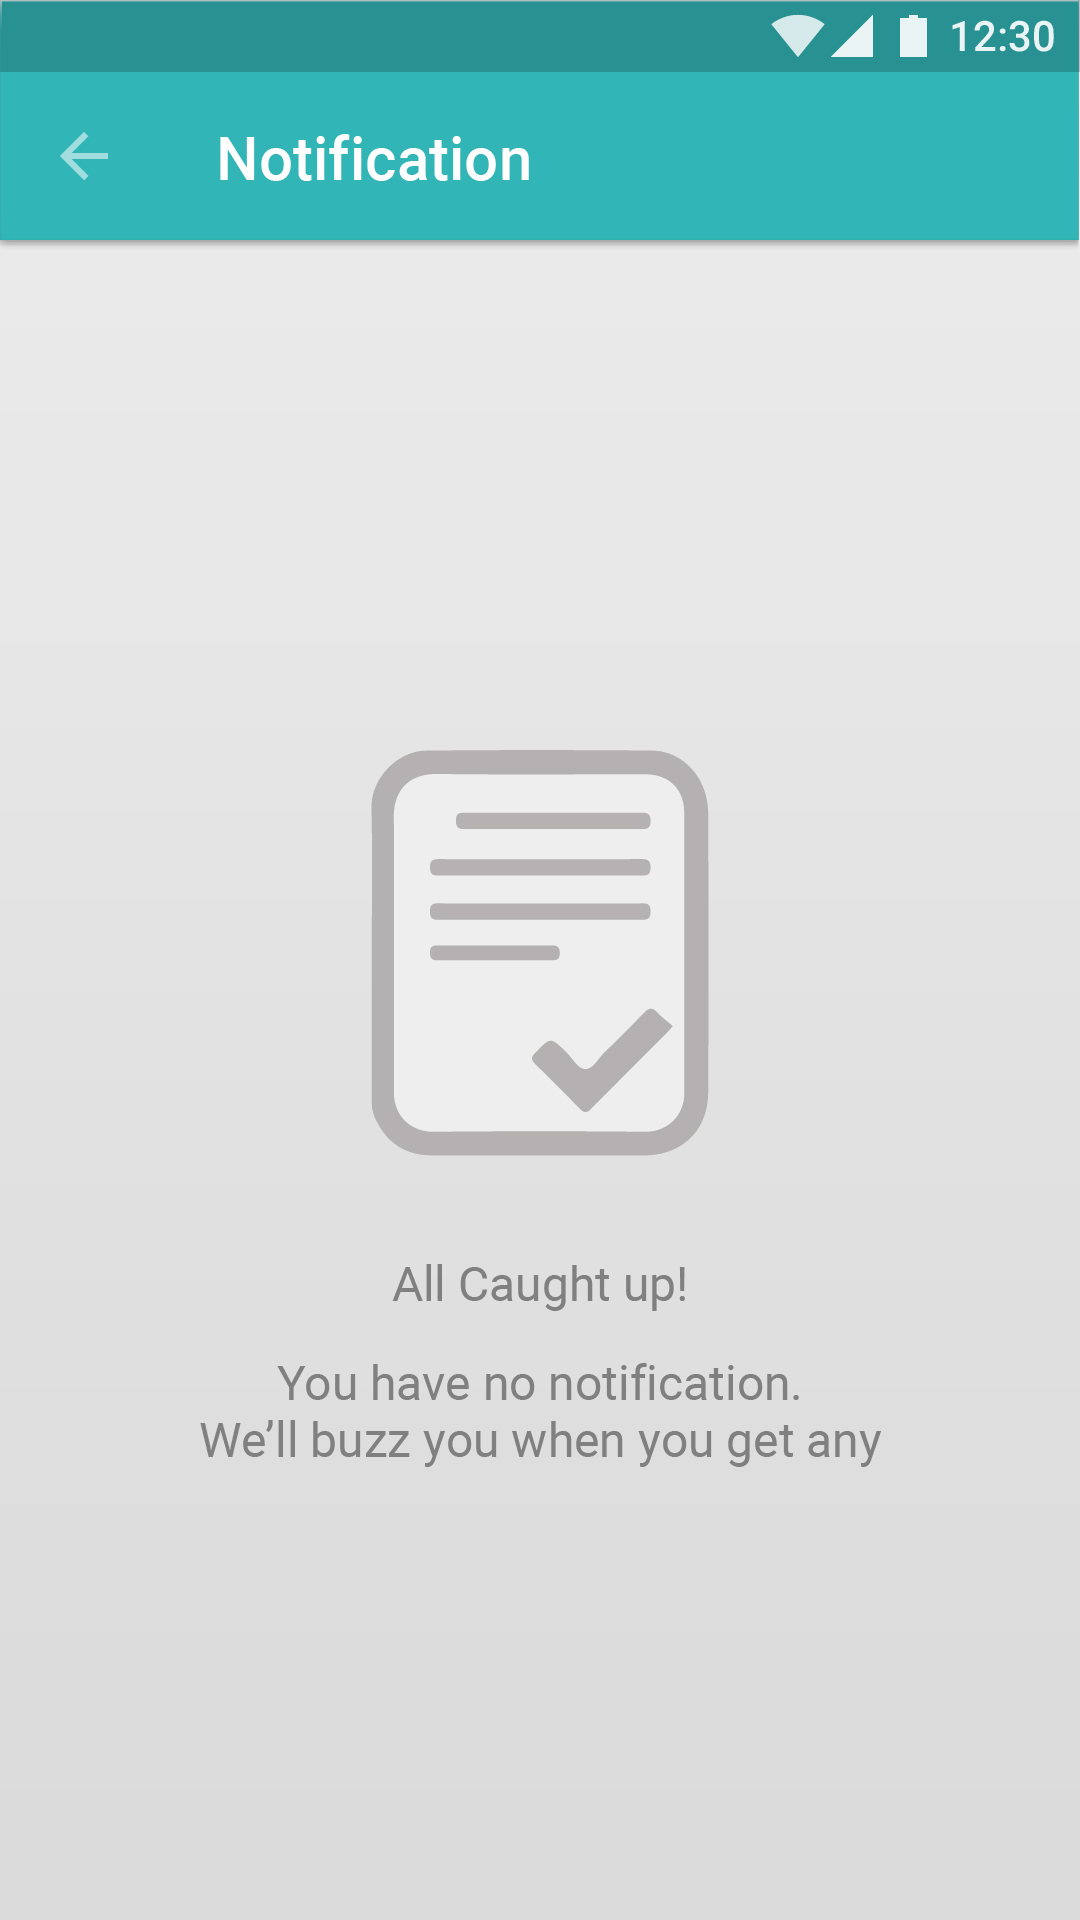 12:30
Notification
All Caught up!
You have no notification.
We’ll buzz you when you get any